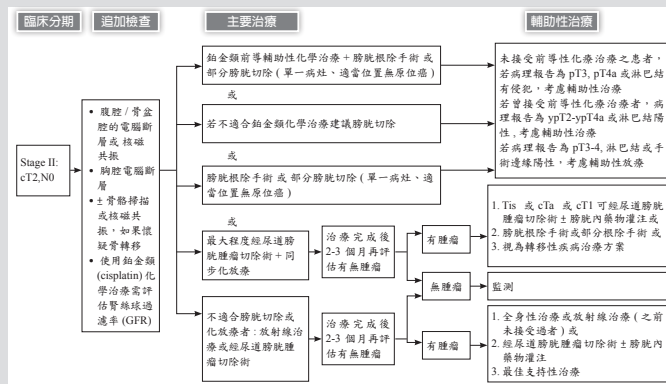 臨床分期
追加檢查
主要治療
輔助性治療
Stage II:
cT2,N0
• 腹腔 / 骨盆
腔的電腦斷
層或 核磁
共振
• 胸腔電腦斷
層
• ± 骨骼掃描
或核磁共
振，如果懷
疑骨轉移
• 使用鉑金類
(cisplatin) 化
學治療需評
估腎絲球過
濾率 (GFR)
鉑金類前導輔助性化學治療 + 膀胱根除手術 或
部分膀胱切除 ( 單一病灶、適當位置無原位癌 )
或
若不適合鉑金類化學治療建議膀胱切除
或
膀胱根除手術 或 部分膀胱切除 ( 單一病灶、適
當位置無原位癌 )
或
最大程度經尿道膀
胱腫瘤切除術 + 同
步化放療
治療完成後
2-3 個月再評
估有無腫瘤
有腫瘤
無腫瘤
不適合膀胱切除或
化放療者 : 放射線治
療或經尿道膀胱腫
瘤切除術
治療完成後
2-3 個月再評
估有無腫瘤
有腫瘤
未接受前導性化療治療之患者，
若病理報告為 pT3, pT4a 或淋巴結
有侵犯，考慮輔助性治療
若曾接受前導性化療治療者，病
理報告為 ypT2-ypT4a 或淋巴結陽
性 , 考慮輔助性治療
若病理報告為 pT3-4, 淋巴結或手
術邊緣陽性，考慮輔助性放療
1. Tis 或 cTa 或 cT1 可經尿道膀胱
腫瘤切除術 ± 膀胱內藥物灌注或
2. 膀胱根除手術或部分根除手術 或
3. 視為轉移性疾病治療方案
監測
1. 全身性治療或放射線治療 ( 之前
未接受過者 ) 或
2. 經尿道膀胱腫瘤切除術 ± 膀胱內
藥物灌注
3. 最佳支持性治療